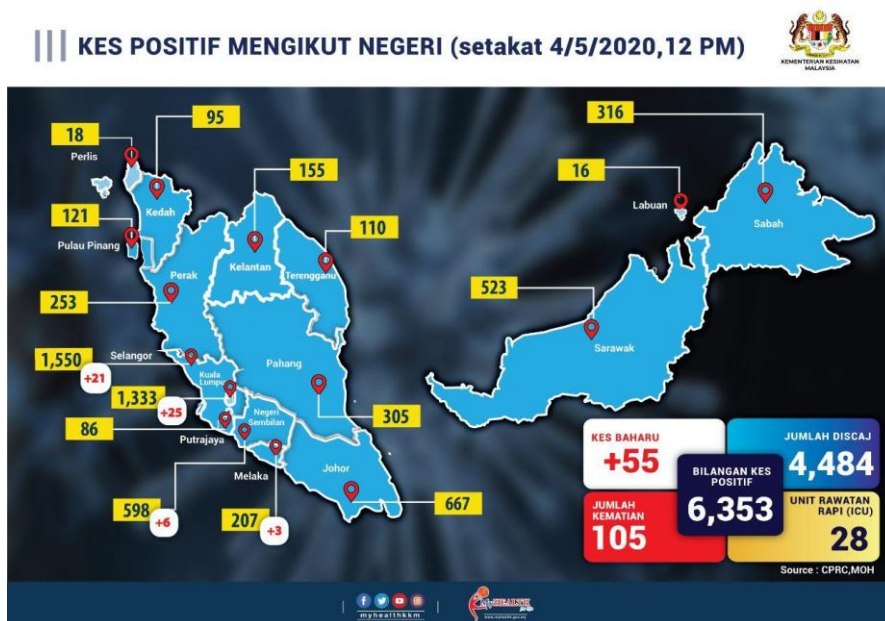 KES POSITIF MENGIKUT NEGERI (setakat 4/5/2020,12 PM)
KEMENTERIAN KESIHATAN
MALAYSIA
95
18
Perlis
Kedah
121
Pulau Pinang
155
Kelantan
110
Terengganu
Perak
253
Selangor
1,550
+21
Kuala
Lumpu
1,333
+25
Pahang
305
86
Putrajaya
Negeri
Sembilan
598
+6
Melaka
207
+3
Johor
667
316
16
Labuan
Sabah
523
Sarawak
KES BAHARU
+55
JUMLAH DISCAJ
4,484
BILANGAN KES
POSITIF
6,353
JUMLAH
KEMATIAN
105
UNIT RAWATAN
RAPI (ICU)
28
Source : CPRC,MOH
myhealthkkm
MyHEALTH